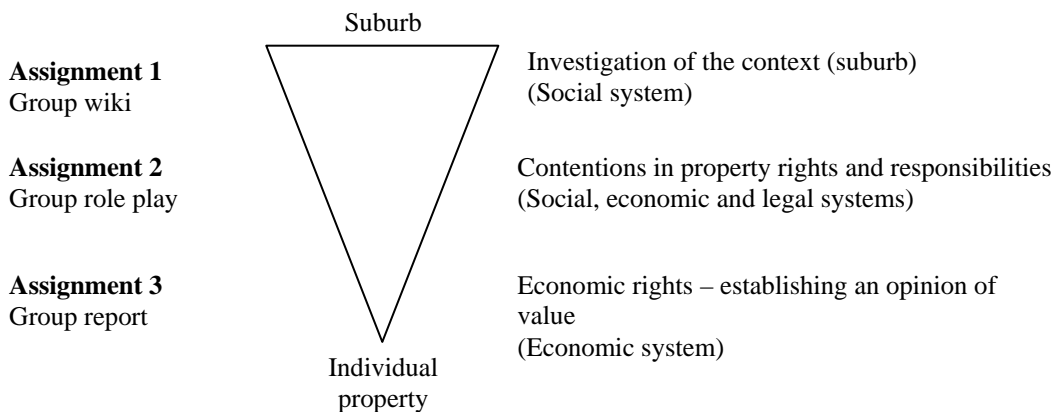 Suburb
Assignment 1
Group wiki
Investigation of the context (suburb)
(Social system)
Assignment 2
Group role play
Contentions in property rights and responsibilities
(Social, economic and legal systems)
Assignment 3
Group report
Economic rights – establishing an opinion of
value
(Economic system)
Individual
property